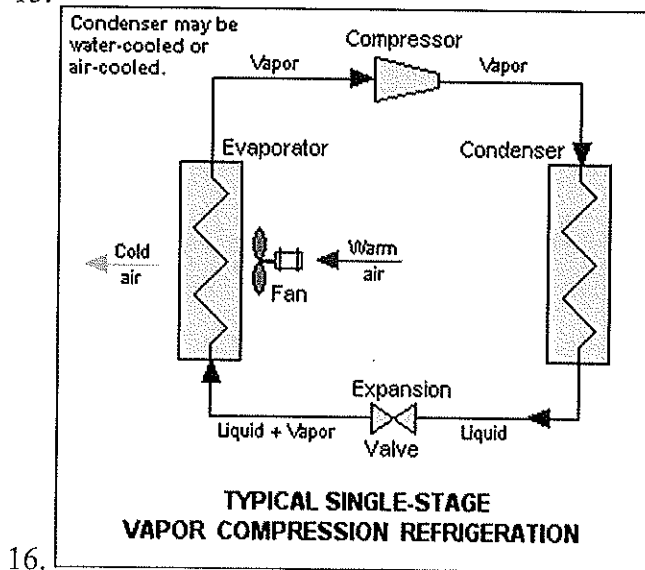 Condenser may be
water-cooled or
air-cooled.
Compressor
Vapor
Vapor
Evaporator
Condenser
Cold
air
Warm
air
Fan
Expansion
Valve
Liquid + Vapor
Liquid
TYPICAL SINGLE-STAGE
VAPOR COMPRESSION REFRIGERATION
16.